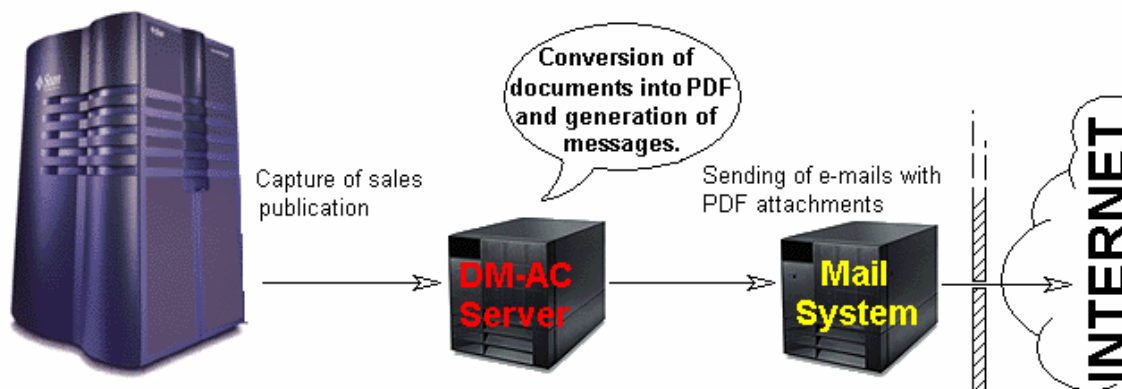 Conversion of
documents into PDF
and generation of
messages.
Capture of sales
publication
Sending of e-mails with
PDF attachments
Sun
DM-AC
Server
Mail
System
INTERNET